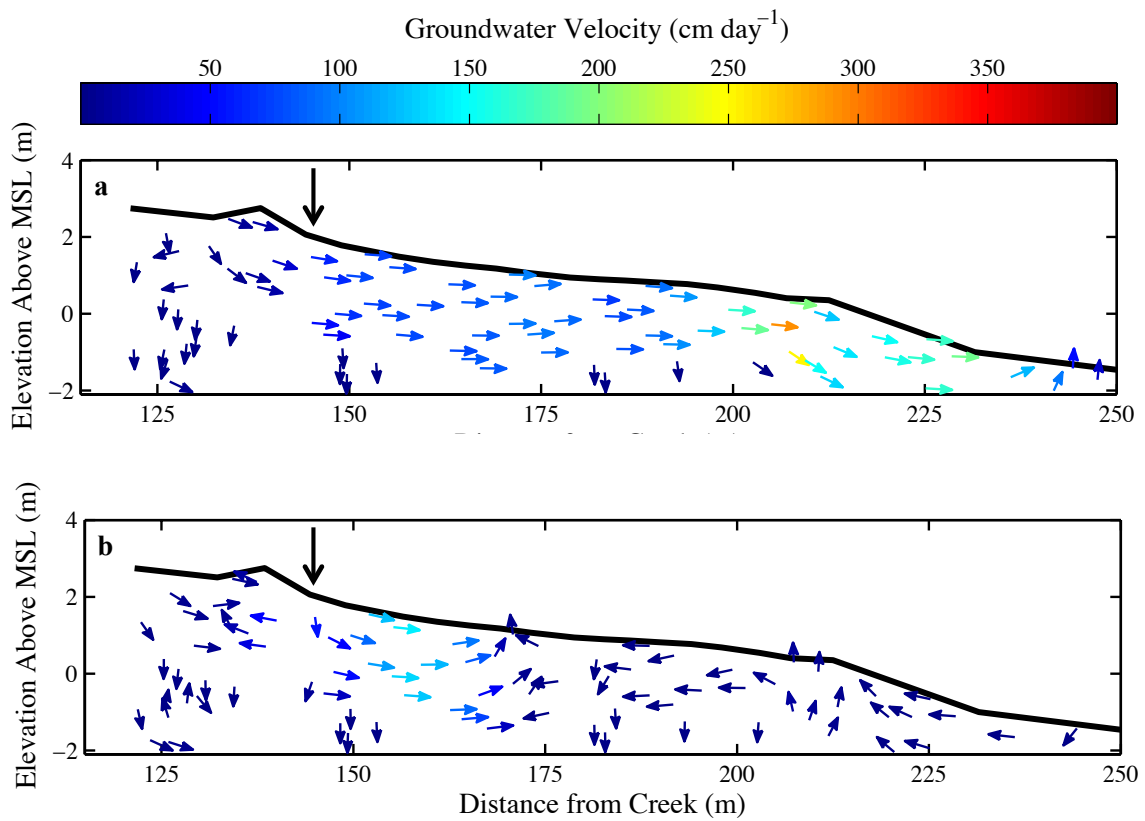 Groundwater Velocity (cm day⁻¹)
50 100 150 200 250 300 350
Elevation Above MSL (m)
a
4
2
0
−2
125 150 175 200 225 250
Elevation Above MSL (m)
b
4
2
0
−2
125 150 175 200 225 250
Distance from Creek (m)